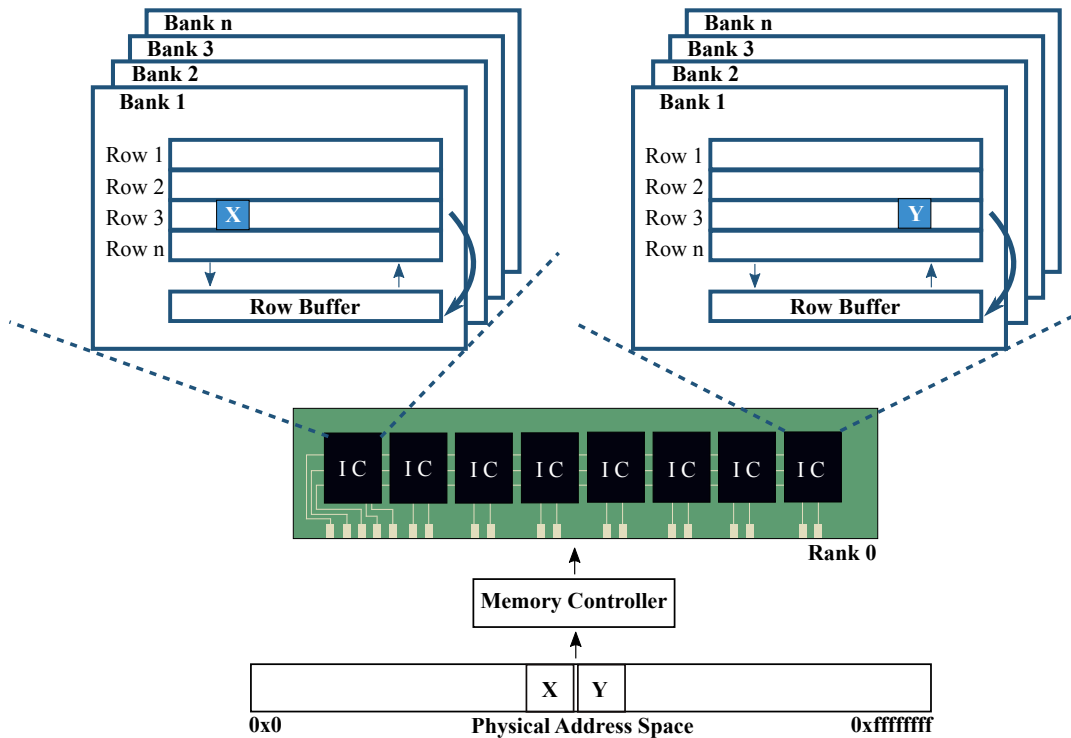 Bank n
Bank 3
Bank 2
Bank 1
Row 1
Row 2
Row 3
X
Row n
Row Buffer
Bank n
Bank 3
Bank 2
Bank 1
Row 1
Row 2
Row 3
Y
Row n
Row Buffer
I C I C I C I C I C I C I C I C
Rank 0
Memory Controller
X Y
0x0 Physical Address Space 0xffffffff